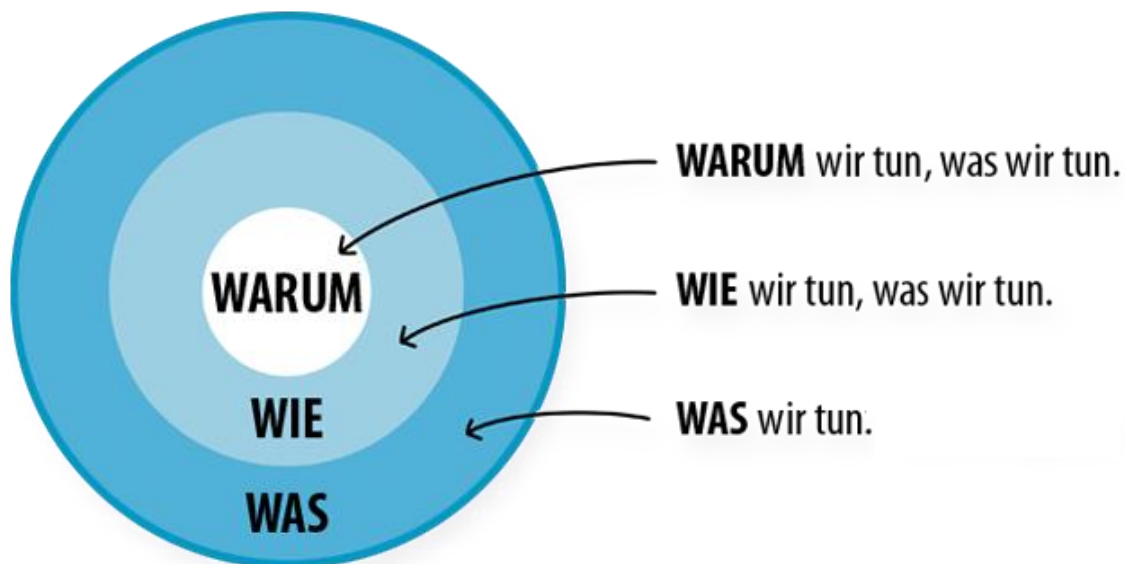 WARUM wir tun, was wir tun.
WARUM
WIE wir tun, was wir tun.
WIE
WAS wir tun.
WAS